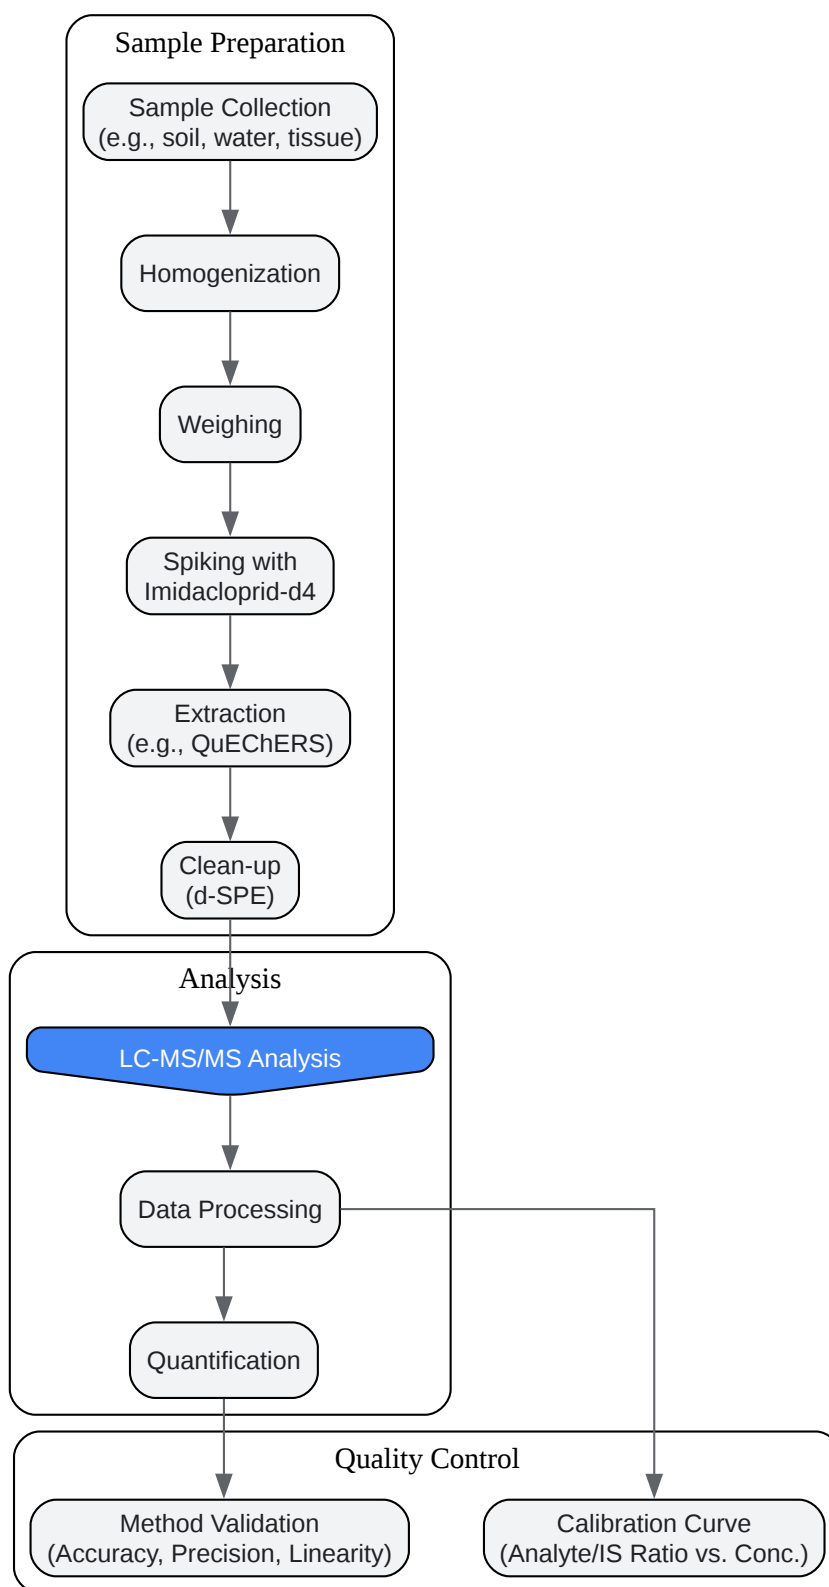 Sample Preparation
Sample Collection
(e.g., soil, water, tissue)
Homogenization
Weighing
Spiking with
Imidacloprid-d4
Extraction
(e.g., QuEChERS)
Clean-up
(d-SPE)
Analysis
LC-MS/MS Analysis
Data Processing
Quantification
Quality Control
Method Validation
(Accuracy, Precision, Linearity)
Calibration Curve
(Analyte/IS Ratio vs. Conc.)